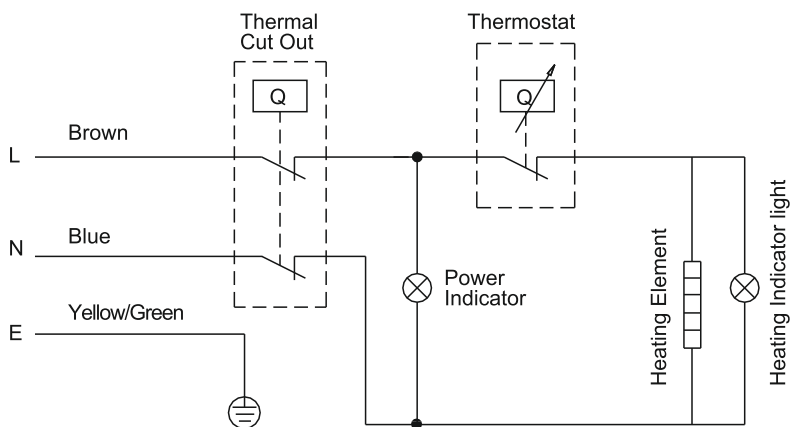 Thermal
Cut Out
Thermostat
Q
Q
L
Brown
N
Blue
Power
Indicator
E
Yellow/Green
Heating Element
Heating Indicator light